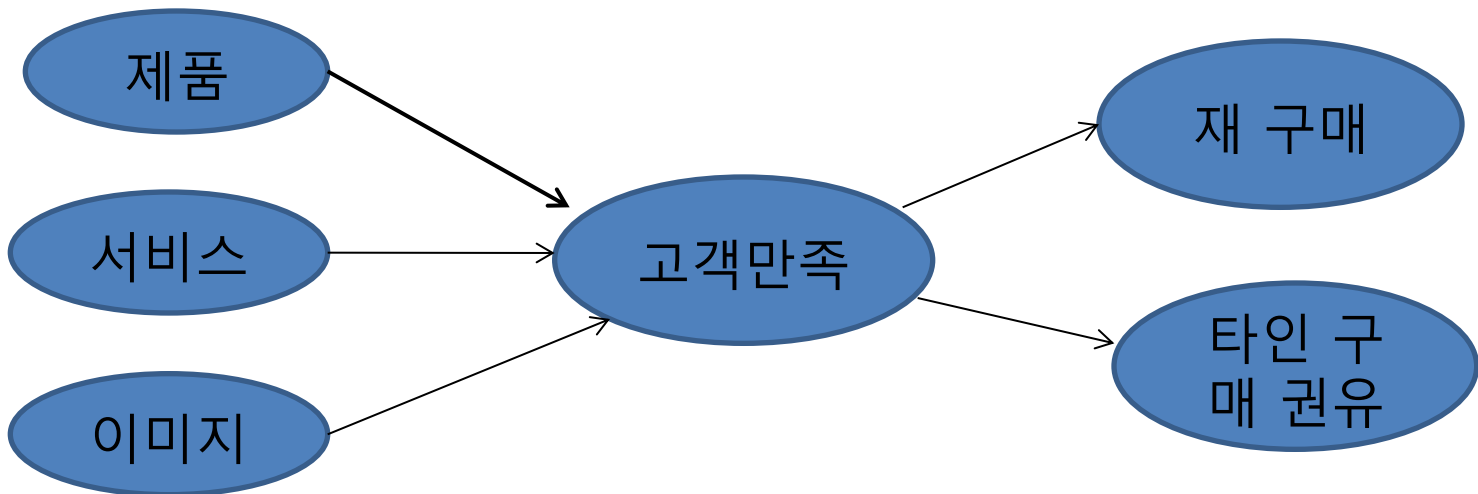 제품
서비스
이미지
고객만족
재 구매
타인 구
매 권유